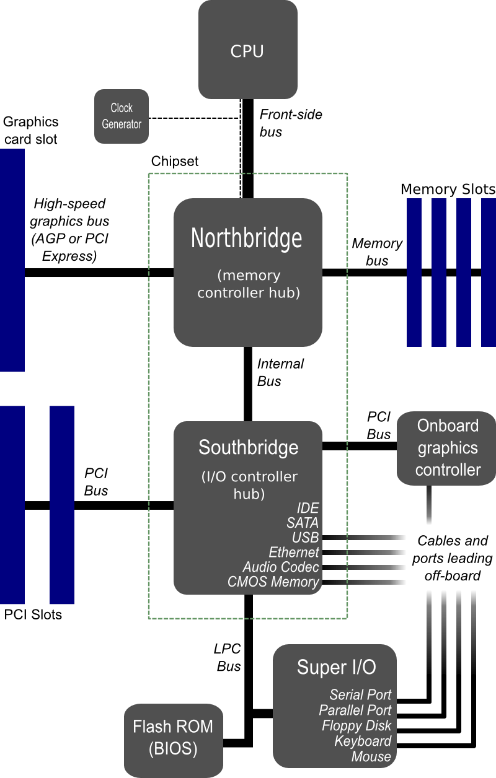 CPU
Clock
Generator
Front-side
bus
Graphics
card slot
Chipset
High-speed
graphics bus
(AGP or PCI
Express)
Northbridge
(memory
controller hub)
Memory Slots
Memory
bus
Internal
Bus
Southbridge
(I/O controller
hub)
IDE
SATA
USB
Ethernet
Audio Codec
CMOS Memory
PCI
Bus
Onboard
graphics
controller
PCI
Bus
PCI Slots
Cables and
ports leading
off-board
LPC
Bus
Super I/O
Serial Port
Parallel Port
Floppy Disk
Keyboard
Mouse
Flash ROM
(BIOS)